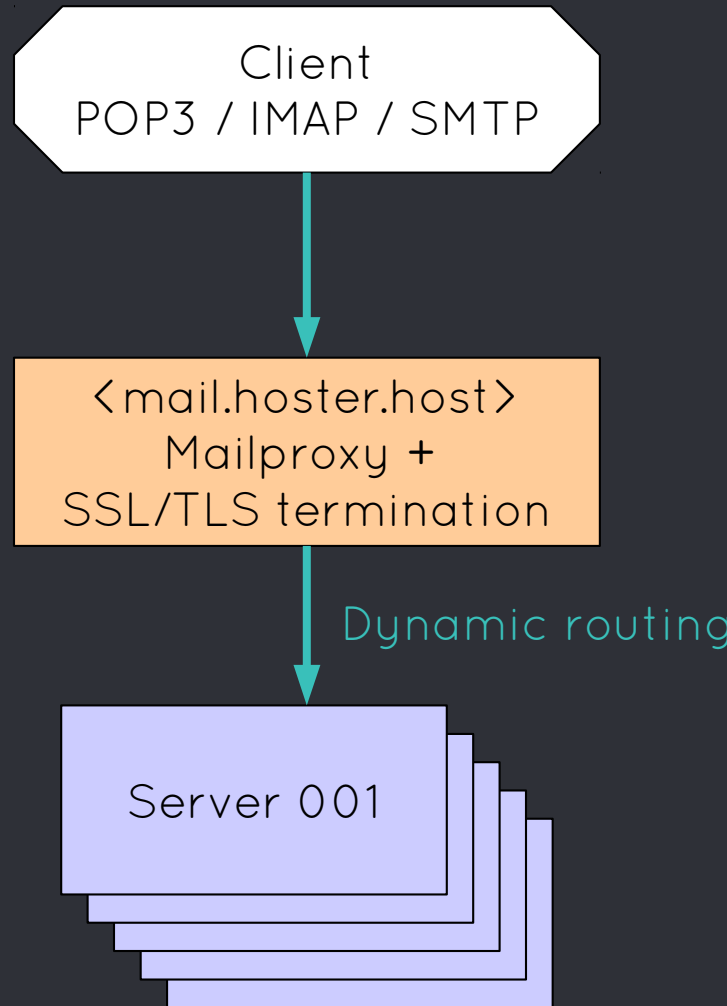 Client
POP3 / IMAP / SMTP
<mail.hoster.host>
Mailproxy +
SSL/TLS termination
Dynamic routing
Server 001